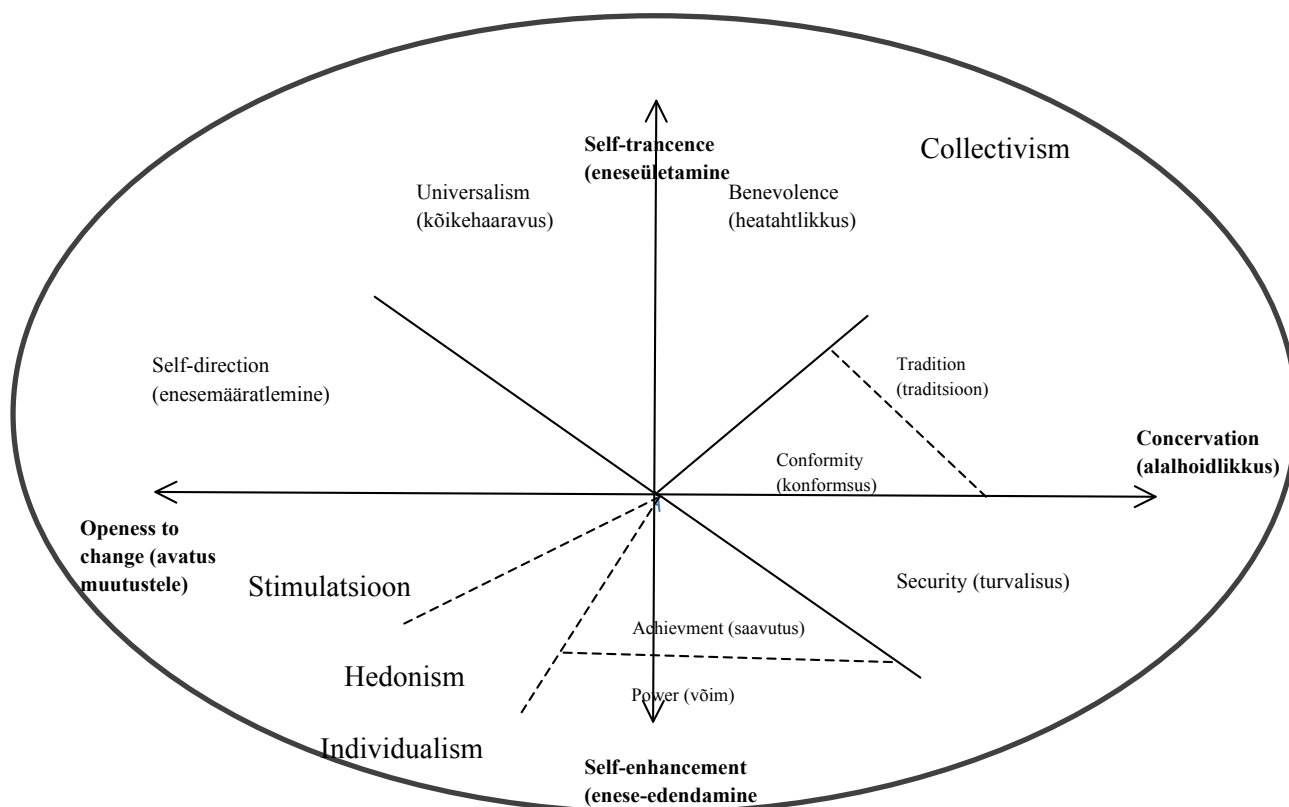 Self-trancence
(eneseületamine
Collectivism
Universalism
(kõikehaaravus)
Benevolence
(heatahtlikkus)
Self-direction
(enesemääratlemine)
Tradition
(traditsioon)
Concervation
(alalhoidlikkus)
Conformity
(konformsus)
Openess to
change (avatus
muutustele)
Stimulatsioon
Security (turvalisus)
Achievment (saavutus)
Hedonism
Power (võim)
Individualism
Self-enhancement
(enese-edendamine